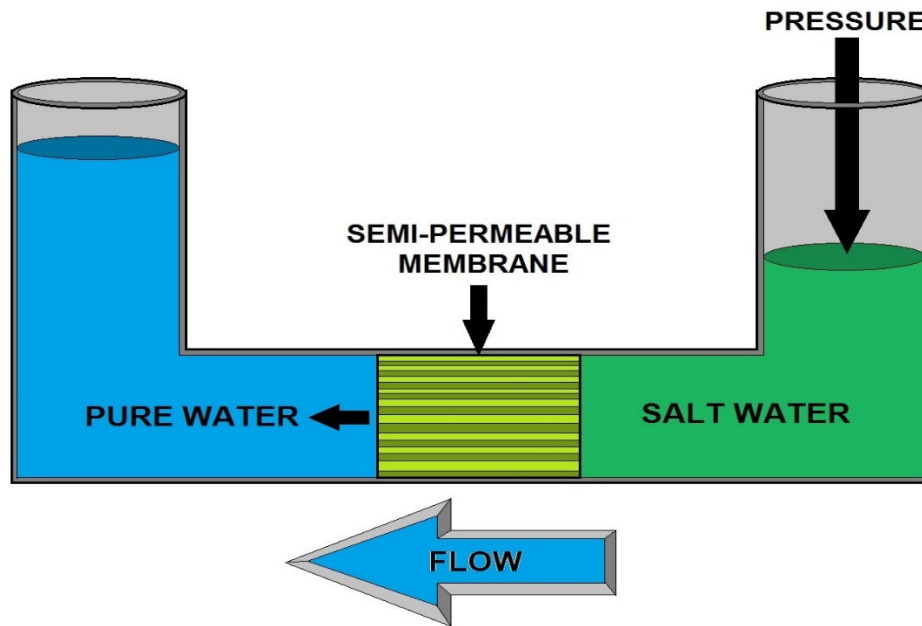 PRESSURE
SEMI-PERMEABLE
MEMBRANE
PURE WATER
SALT WATER
FLOW